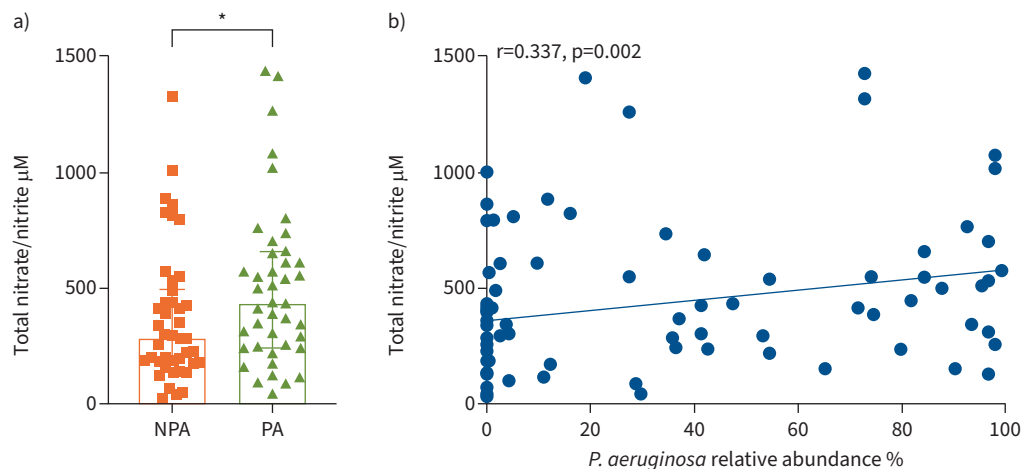 a)
*
1500
1000
500
0
Total nitrate/nitrite μM
NPA
PA
b)
r=0.337, p=0.002
1500
1000
500
0
Total nitrate/nitrite μM
0
20
40
60
80
100
P. aeruginosa relative abundance %